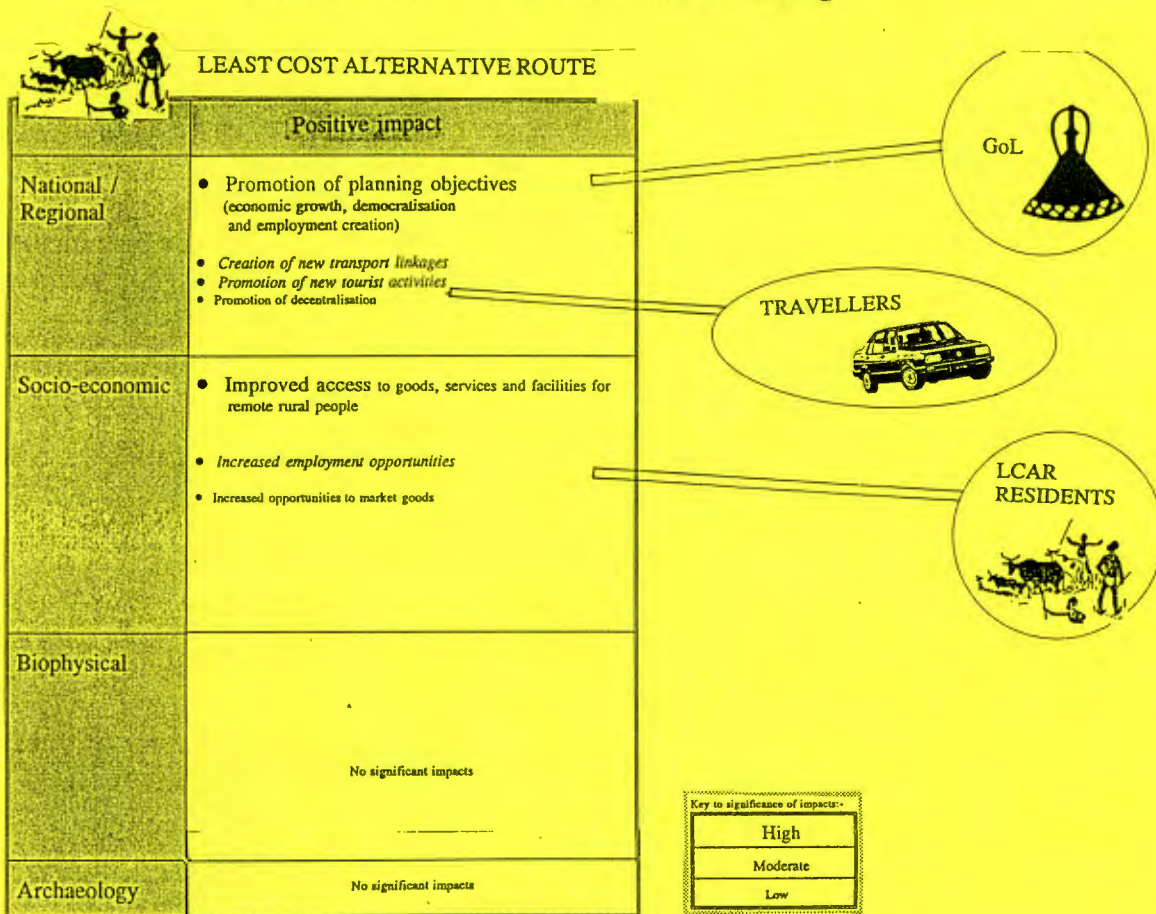 LEAST COST ALTERNATIVE ROUTE
Positive impact
National /
Regional
• Promotion of planning objectives
(economic growth, democratisation
and employment creation)
• Creation of new transport linkages
• Promotion of new tourist activities
• Promotion of decentralisation
Socio-economic
• Improved access to goods, services and facilities for
remote rural people
• Increased employment opportunities
• Increased opportunities to market goods
Biophysical
No significant impacts
Archaeology
No significant impacts
GoL
TRAVELLERS
LCAR
RESIDENTS
Key to significance of impacts:-
High
Moderate
Low